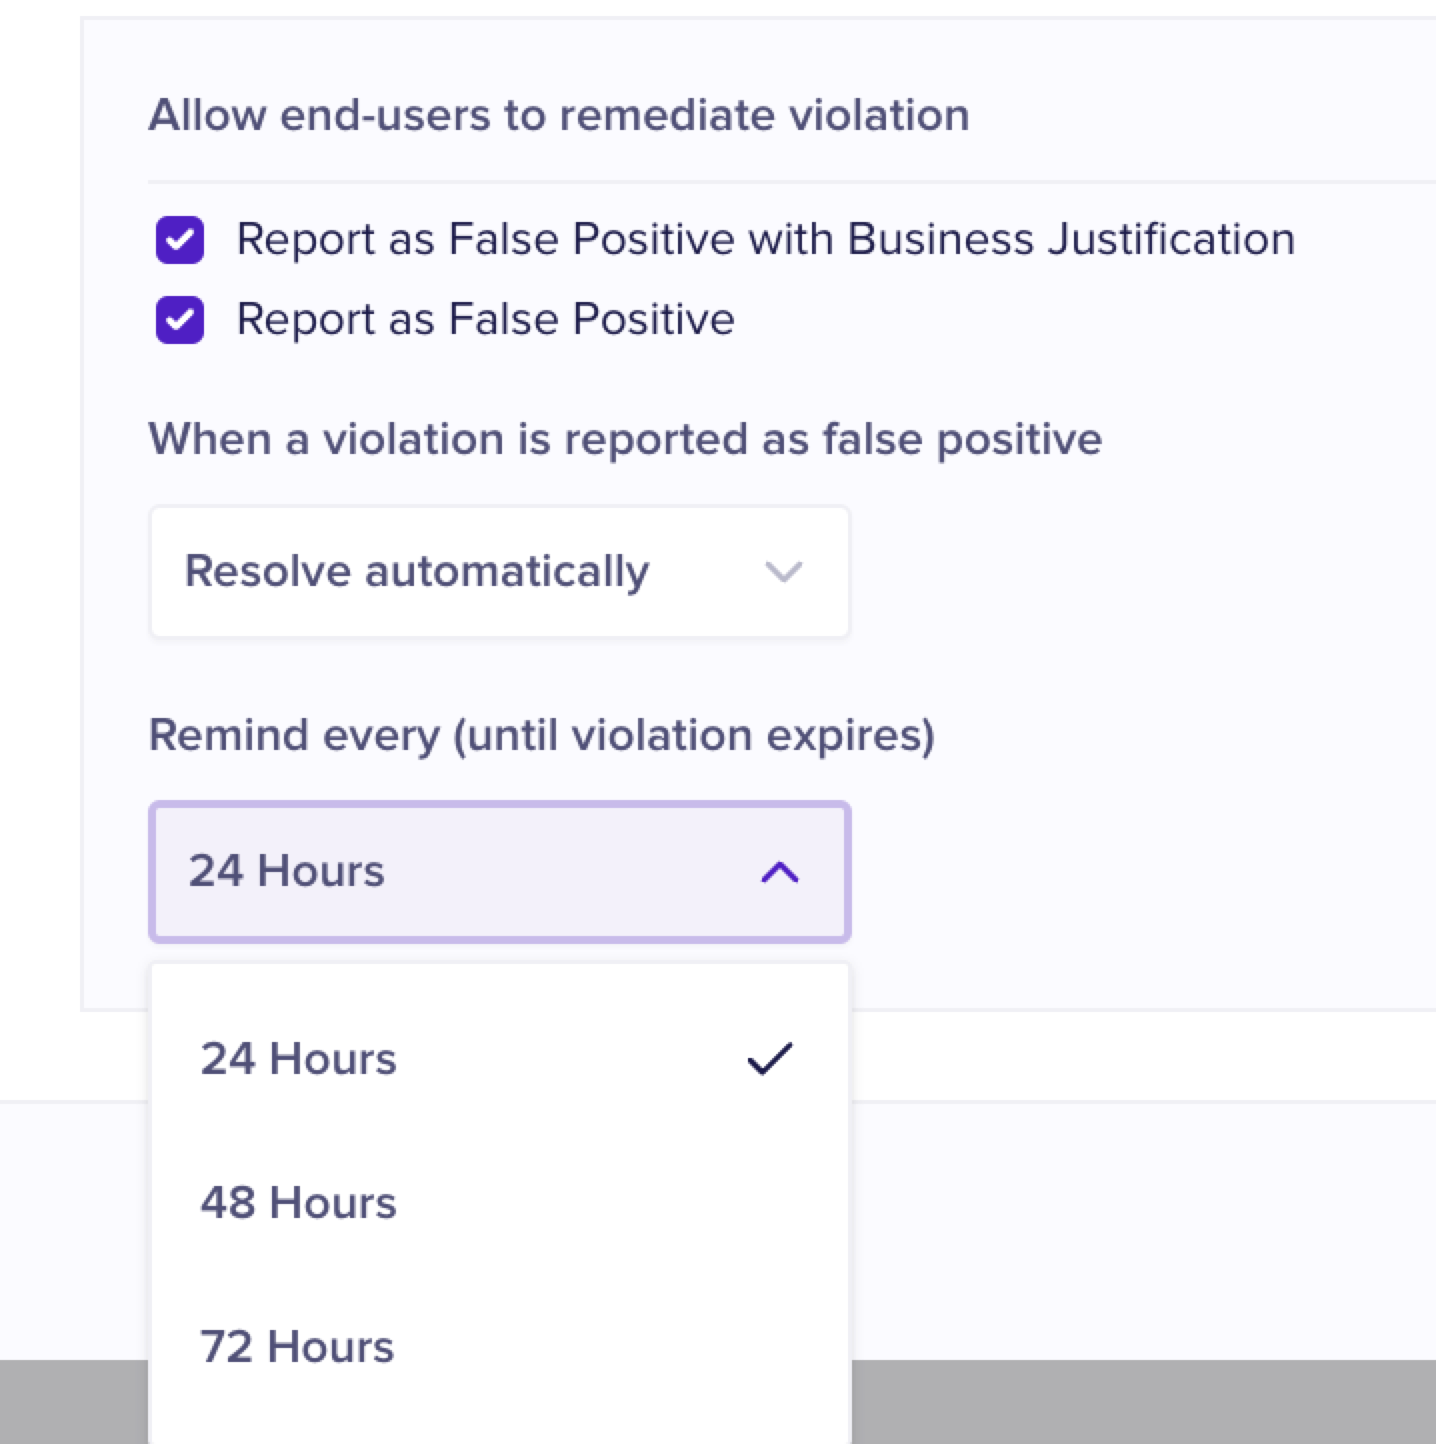 Allow end-users to remediate violation
Report as False Positive with Business Justification
Report as False Positive
When a violation is reported as false positive
Resolve automatically
Remind every (until violation expires)
24 Hours
24 Hours
48 Hours
72 Hours